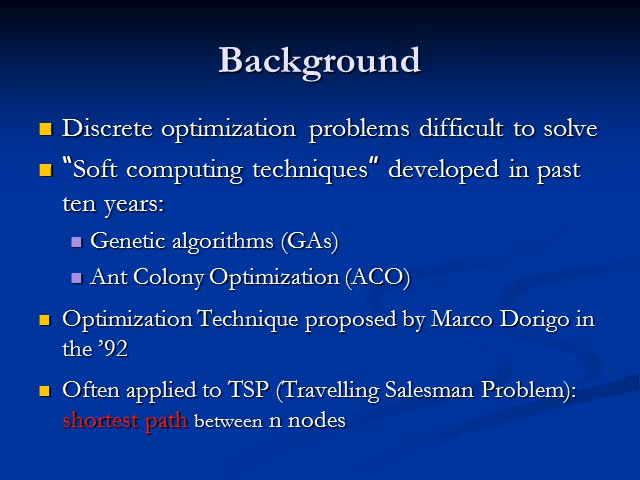 Background
Discrete optimization problems difficult to solve
“Soft computing techniques” developed in past
ten years:
Genetic algorithms (GAs)
Ant Colony Optimization (ACO)
Optimization Technique proposed by Marco Dorigo in
the ’92
Often applied to TSP (Travelling Salesman Problem):
shortest path between n nodes